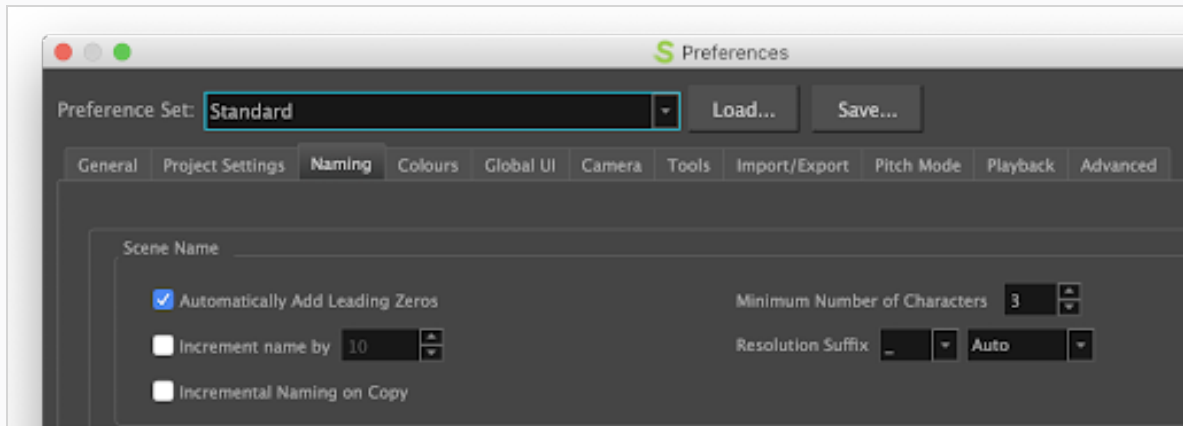 S Preferences
Preference Set: Standard Load... Save...
General Project Settings Naming Colours Global UI Camera Tools Import/Export Pitch Mode Playback Advanced
Scene Name
Automatically Add Leading Zeros Minimum Number of Characters 3
Increment name by 10 Resolution Suffix _ Auto
Incremental Naming on Copy